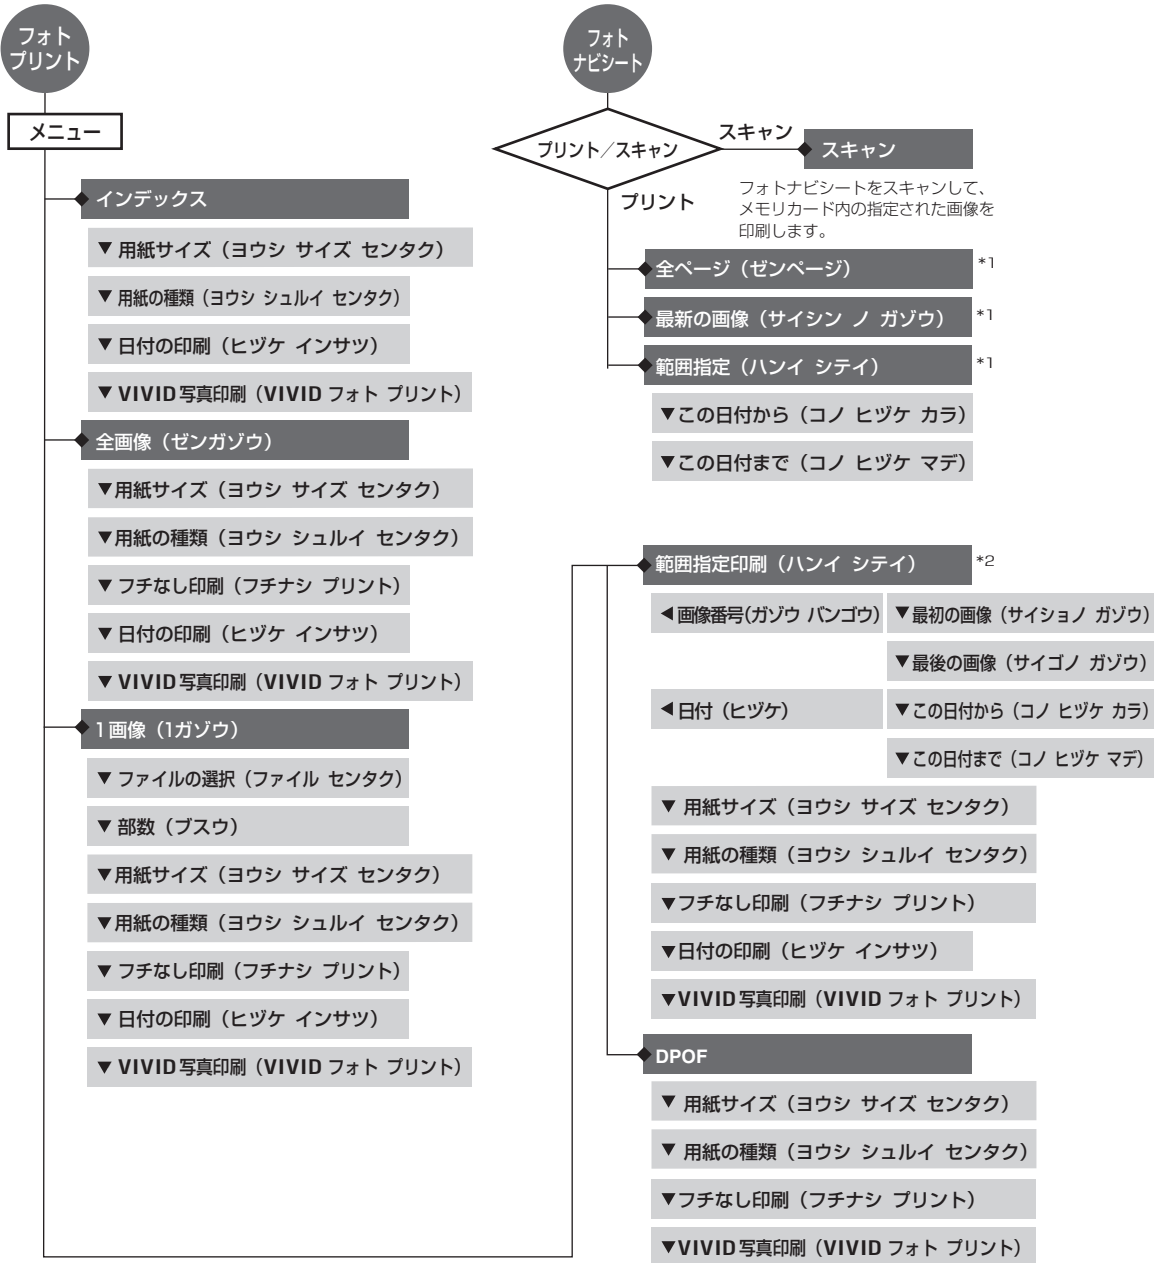 フォト
プリント
メニュー
インデックス
▼ 用紙サイズ（ヨウシ サイズ センタク）
▼ 用紙の種類（ヨウシ シュルイ センタク）
▼ 日付の印刷（ヒヅケ インサツ）
▼ VIVID写真印刷（VIVID フォト プリント）
全画像（ゼンガゾウ）
▼用紙サイズ（ヨウシ サイズ センタク）
▼用紙の種類（ヨウシ シュルイ センタク）
▼ フチなし印刷（フチナシ プリント）
▼ 日付の印刷（ヒヅケ インサツ）
▼ VIVID写真印刷（VIVID フォト プリント）
1画像（1ガゾウ）
▼ ファイルの選択（ファイル センタク）
▼ 部数（ブスウ）
▼用紙サイズ（ヨウシ サイズ センタク）
▼用紙の種類（ヨウシ シュルイ センタク）
▼ フチなし印刷（フチナシ プリント）
▼ 日付の印刷（ヒヅケ インサツ）
▼ VIVID写真印刷（VIVID フォト プリント）
フォト
ナビシート
プリント／スキャン
スキャン
スキャン
フォトナビシートをスキャンして、
メモリカード内の指定された画像を
印刷します。
プリント
全ページ（ゼンページ） *1
最新の画像（サイシン ノ ガゾウ） *1
範囲指定（ハンイ シテイ） *1
▼この日付から（コノ ヒヅケ カラ）
▼この日付まで（コノ ヒヅケ マデ）
範囲指定印刷（ハンイ シテイ） *2
◀画像番号(ガゾウ バンゴウ) ▼最初の画像（サイショノ ガゾウ）
▼最後の画像（サイゴノ ガゾウ）
◀日付（ヒヅケ） ▼この日付から（コノ ヒヅケ カラ）
▼この日付まで（コノ ヒヅケ マデ）
▼ 用紙サイズ（ヨウシ サイズ センタク）
▼ 用紙の種類（ヨウシ シュルイ センタク）
▼フチなし印刷（フチナシ プリント）
▼日付の印刷（ヒヅケ インサツ）
▼VIVID写真印刷（VIVID フォト プリント）
DPOF
▼ 用紙サイズ（ヨウシ サイズ センタク）
▼ 用紙の種類（ヨウシ シュルイ センタク）
▼フチなし印刷（フチナシ プリント）
▼VIVID写真印刷（VIVID フォト プリント）